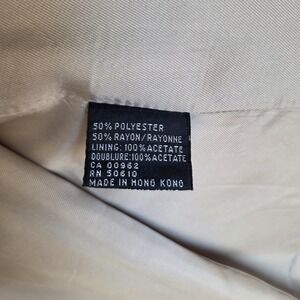 50% POLYESTER
50% RAYON/RAYONNE
LINING: 100% ACETATE
DOUBLURE: 100% ACETATE
CA 00962
RN 50610
MADE IN HONG KONG